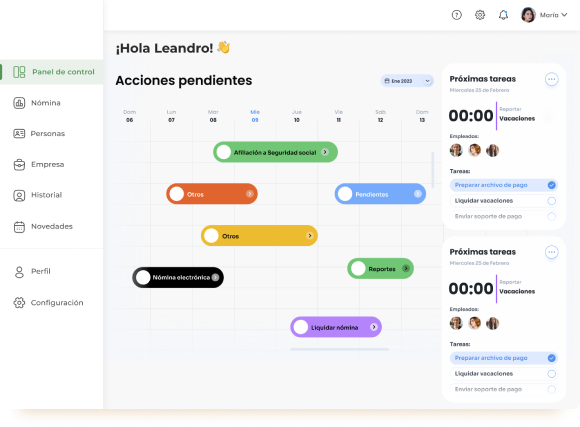 María
Panel de control
Nómina
Personas
Empresa
Historial
Novedades
Perfil
Configuración
¡Hola Leandro!
Acciones pendientes
Ene 2023
Dom Lun Mar Mie Jue Vie Sab Dom
06 07 08 09 10 11 12 13
Afiliación a Seguridad social
Otros
Pendientes
Otros
Reportes
Nómina electrónica
Liquidar nómina
Próximas tareas
Miercoles 25 de Febrero
00:00
Reportar
Vacaciones
Empleados:
Tareas:
Preparar archivo de pago
Liquidar vacaciones
Enviar soporte de pago
Próximas tareas
Miercoles 25 de Febrero
00:00
Reportar
Vacaciones
Empleados:
Tareas:
Preparar archivo de pago
Liquidar vacaciones
Enviar soporte de pago